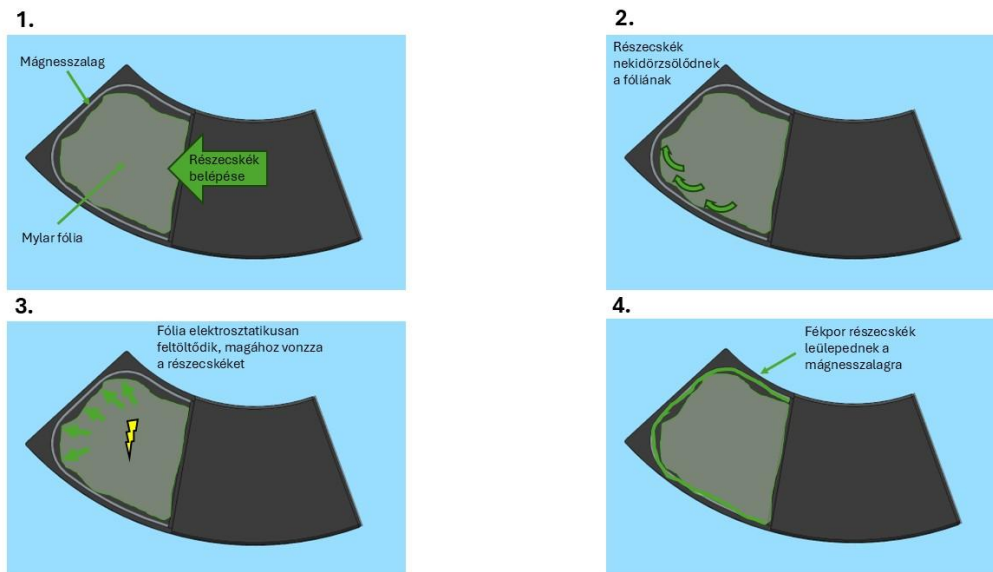 1.
Mágnesszalag
Részecskék
belépése
Mylar fólia
2.
Részecskék
nekidörzsölődnek
a fóliának
3.
Fólia elektrosztatikusan
feltöltődik, magához vonzza
a részecskéket
4.
Fékpor részecskék
leülepednek a
mágnesszalagra